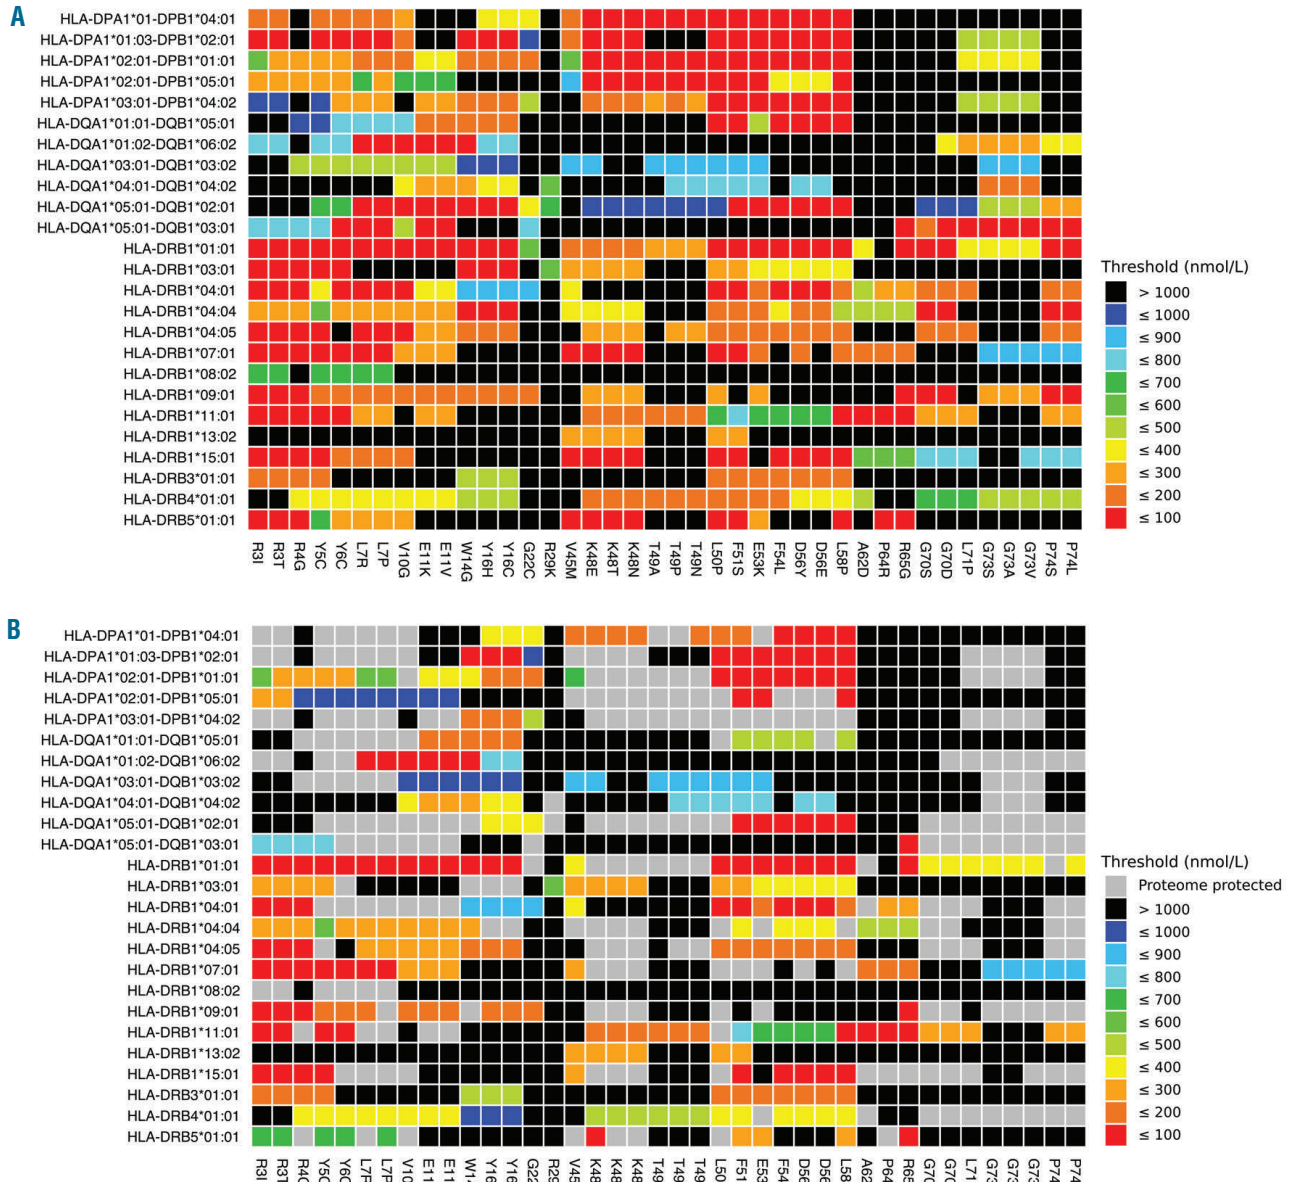 A
HLA-DPA1*01-DPB1*04:01
HLA-DPA1*01:03-DPB1*02:01
HLA-DPA1*02:01-DPB1*01:01
HLA-DPA1*02:01-DPB1*05:01
HLA-DPA1*03:01-DPB1*04:02
HLA-DQA1*01:01-DQB1*05:01
HLA-DQA1*01:02-DQB1*06:02
HLA-DQA1*03:01-DQB1*03:02
HLA-DQA1*04:01-DQB1*04:02
HLA-DQA1*05:01-DQB1*02:01
HLA-DQA1*05:01-DQB1*03:01
HLA-DRB1*01:01
HLA-DRB1*03:01
HLA-DRB1*04:01
HLA-DRB1*04:04
HLA-DRB1*04:05
HLA-DRB1*07:01
HLA-DRB1*08:02
HLA-DRB1*09:01
HLA-DRB1*11:01
HLA-DRB1*13:02
HLA-DRB1*15:01
HLA-DRB3*01:01
HLA-DRB4*01:01
HLA-DRB5*01:01
R3I
R3T
R4G
Y5C
Y6C
L7R
L7P
V10G
E11K
E11V
W14G
Y16H
Y16C
G22C
R29K
V45M
K48E
K48T
K48N
T49A
T49P
T49N
L50P
F51S
E53K
F54L
D56Y
D56E
L58P
A62D
P64R
R65G
G70S
G70D
L71P
G73S
G73A
G73V
P74S
P74L
Threshold (nmol/L)
> 1000
≤ 1000
≤ 900
≤ 800
≤ 700
≤ 600
≤ 500
≤ 400
≤ 300
≤ 200
≤ 100
B
HLA-DPA1*01-DPB1*04:01
HLA-DPA1*01:03-DPB1*02:01
HLA-DPA1*02:01-DPB1*01:01
HLA-DPA1*02:01-DPB1*05:01
HLA-DPA1*03:01-DPB1*04:02
HLA-DQA1*01:01-DQB1*05:01
HLA-DQA1*01:02-DQB1*06:02
HLA-DQA1*03:01-DQB1*03:02
HLA-DQA1*04:01-DQB1*04:02
HLA-DQA1*05:01-DQB1*02:01
HLA-DQA1*05:01-DQB1*03:01
HLA-DRB1*01:01
HLA-DRB1*03:01
HLA-DRB1*04:01
HLA-DRB1*04:04
HLA-DRB1*04:05
HLA-DRB1*07:01
HLA-DRB1*08:02
HLA-DRB1*09:01
HLA-DRB1*11:01
HLA-DRB1*13:02
HLA-DRB1*15:01
HLA-DRB3*01:01
HLA-DRB4*01:01
HLA-DRB5*01:01
R3I
Threshold (nmol/L)
Proteome protected
> 1000
≤ 1000
≤ 900
≤ 800
≤ 700
≤ 600
≤ 500
≤ 400
≤ 300
≤ 200
≤ 100